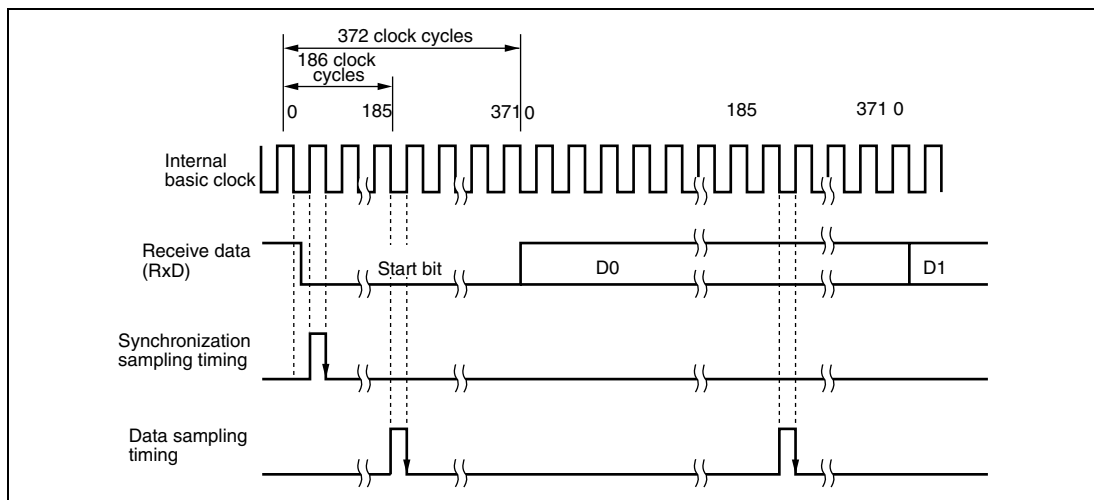 372 clock cycles
186 clock
cycles
0 185 371 0 185 371 0
Internal
basic clock
Receive data
(RxD)
Start bit D0 D1
Synchronization
sampling timing
Data sampling
timing